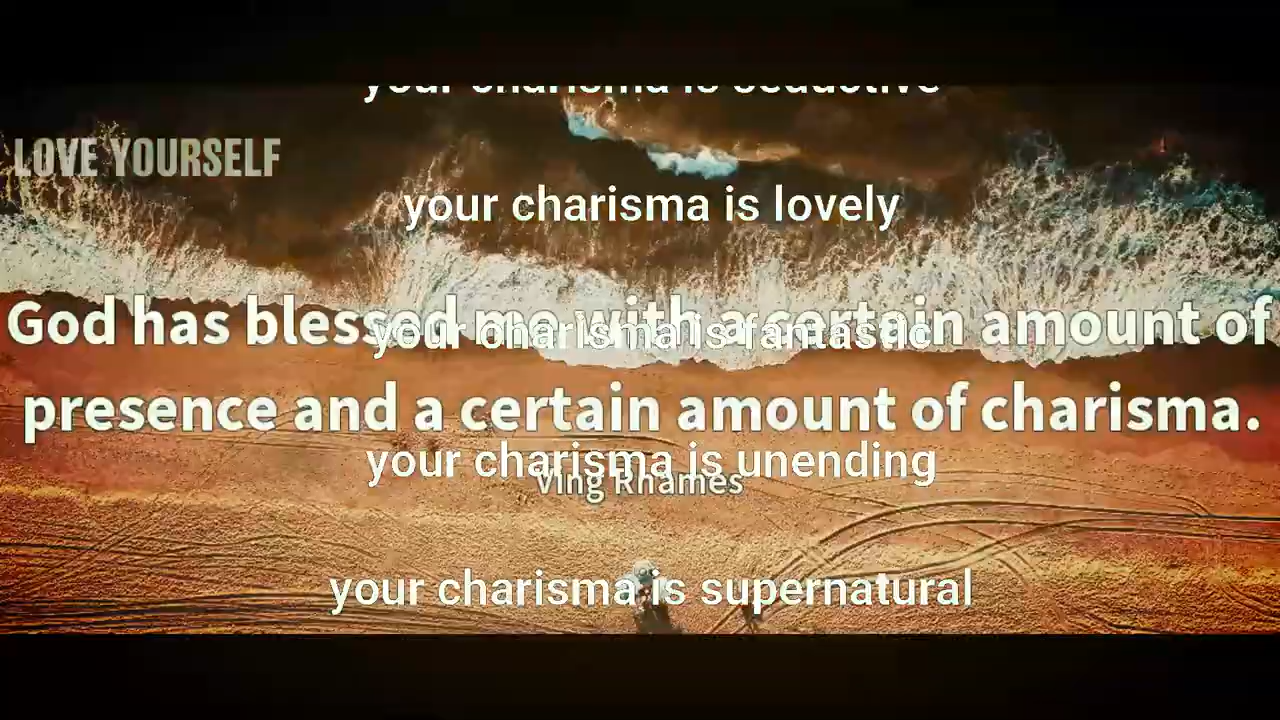 your charisma is seductive
LOVE YOURSELF
your charisma is lovely
God has blessed me with a certain amount of
your charisma is fantastic
presence and a certain amount of charisma.
your charisma is unending
Ving Rhames
your charisma is supernatural